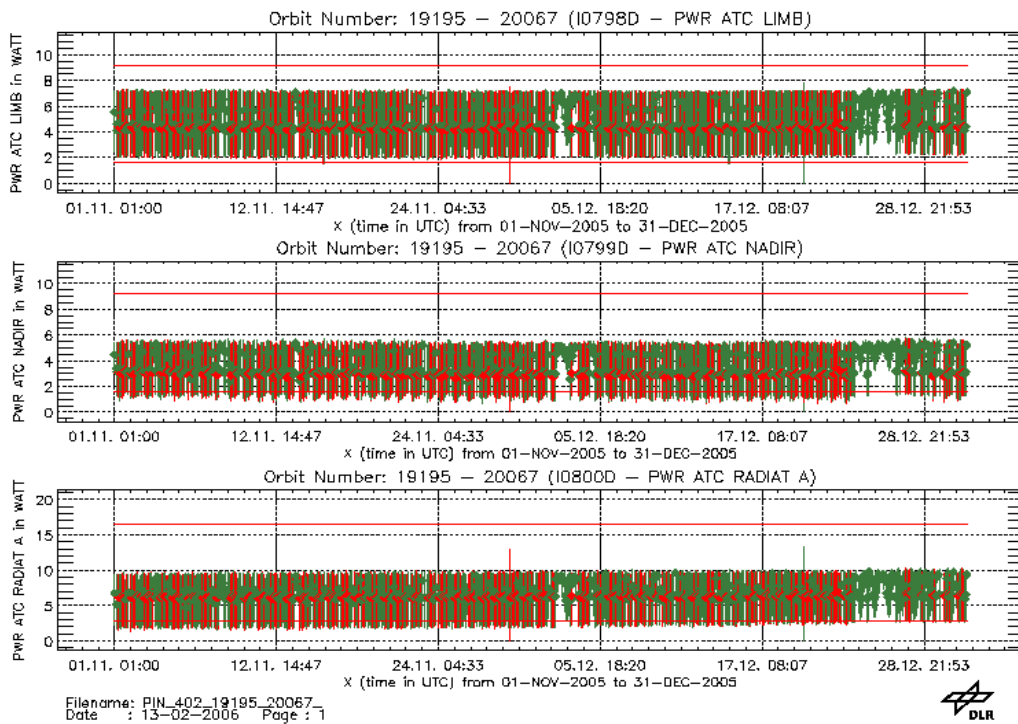 Orbit Number: 19195 – 20067 (I0798D – PWR ATC LIMB)
PWR ATC LIMB in WATT
10
8
6
4
2
0
01.11. 01:00 12.11. 14:47 24.11. 04:33 05.12. 18:20 17.12. 08:07 28.12. 21:53
X (time in UTC) from 01-NOV-2005 to 31-DEC-2005
Orbit Number: 19195 – 20067 (I0799D – PWR ATC NADIR)
PWR ATC NADIR in WATT
10
8
6
4
2
0
01.11. 01:00 12.11. 14:47 24.11. 04:33 05.12. 18:20 17.12. 08:07 28.12. 21:53
X (time in UTC) from 01-NOV-2005 to 31-DEC-2005
Orbit Number: 19195 – 20067 (I0800D – PWR ATC RADIAT A)
PWR ATC RADIAT A in WATT
20
15
10
5
0
01.11. 01:00 12.11. 14:47 24.11. 04:33 05.12. 18:20 17.12. 08:07 28.12. 21:53
X (time in UTC) from 01-NOV-2005 to 31-DEC-2005
Filename: PIN_402_19195_20067_
Date : 13-02-2006 Page : 1
DLR